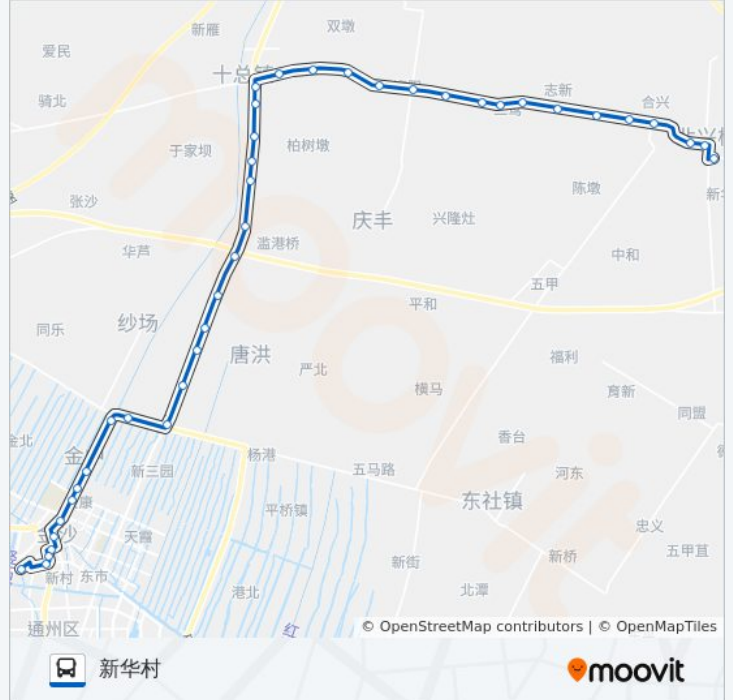 新雁
双墩
爱民
十总镇
骑北
志新
合兴
于家坝
柏树墩
陈墩
张沙
庆丰
兴隆灶
华芦
滥港桥
中和
五甲
平和
同乐
纱场
唐洪
严北
福利
横马
育新
同盟
金北
香台
杨港
新三园
五马路
河东
东社镇
平桥镇
康
忠义
天霞
五甲苴
新街
新桥
新村
东市
港北
北潭
红
通州区
© OpenStreetMap contributors | © OpenMapTiles
新华村
moovit